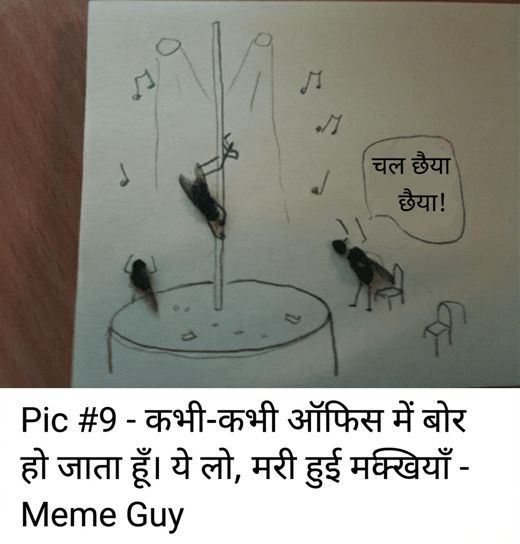 चल छैया
छैया!
Pic #9 - कभी-कभी ऑफिस में बोर
हो जाता हूँ। ये लो, मरी हुई मक्खियाँ -
Meme Guy